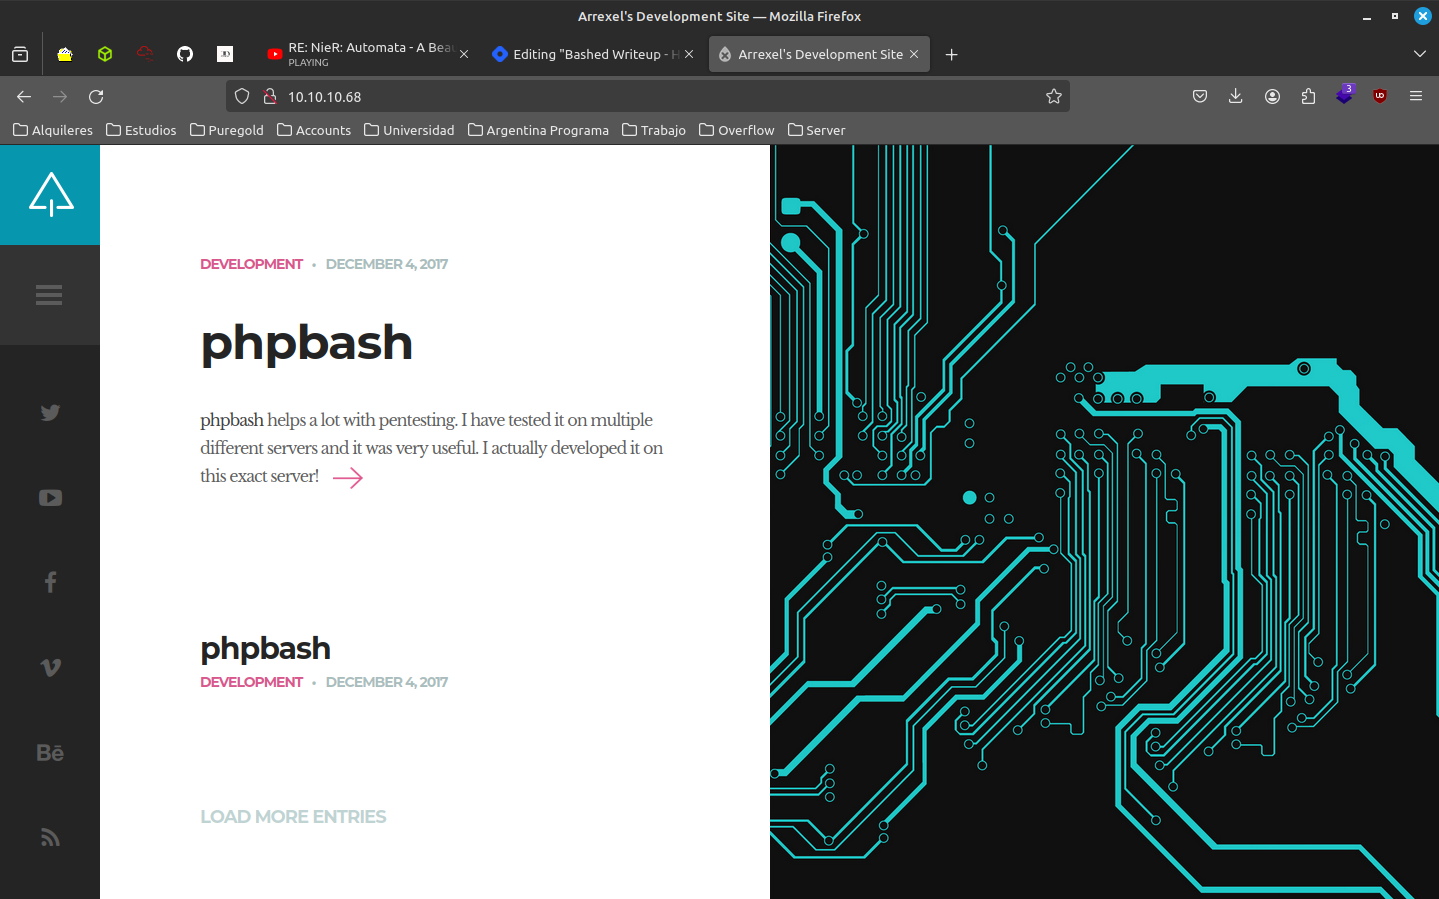 Arrexel's Development Site — Mozilla Firefox
RE: NieR: Automata - A Beau
PLAYING
Editing "Bashed Writeup - H
Arrexel's Development Site
10.10.10.68
3
Alquileres
Estudios
Puregold
Accounts
Universidad
Argentina Programa
Trabajo
Overflow
Server
DEVELOPMENT • DECEMBER 4, 2017
phpbash
phpbash helps a lot with pentesting. I have tested it on multiple
different servers and it was very useful. I actually developed it on
this exact server!
phpbash
DEVELOPMENT • DECEMBER 4, 2017
Bē
LOAD MORE ENTRIES